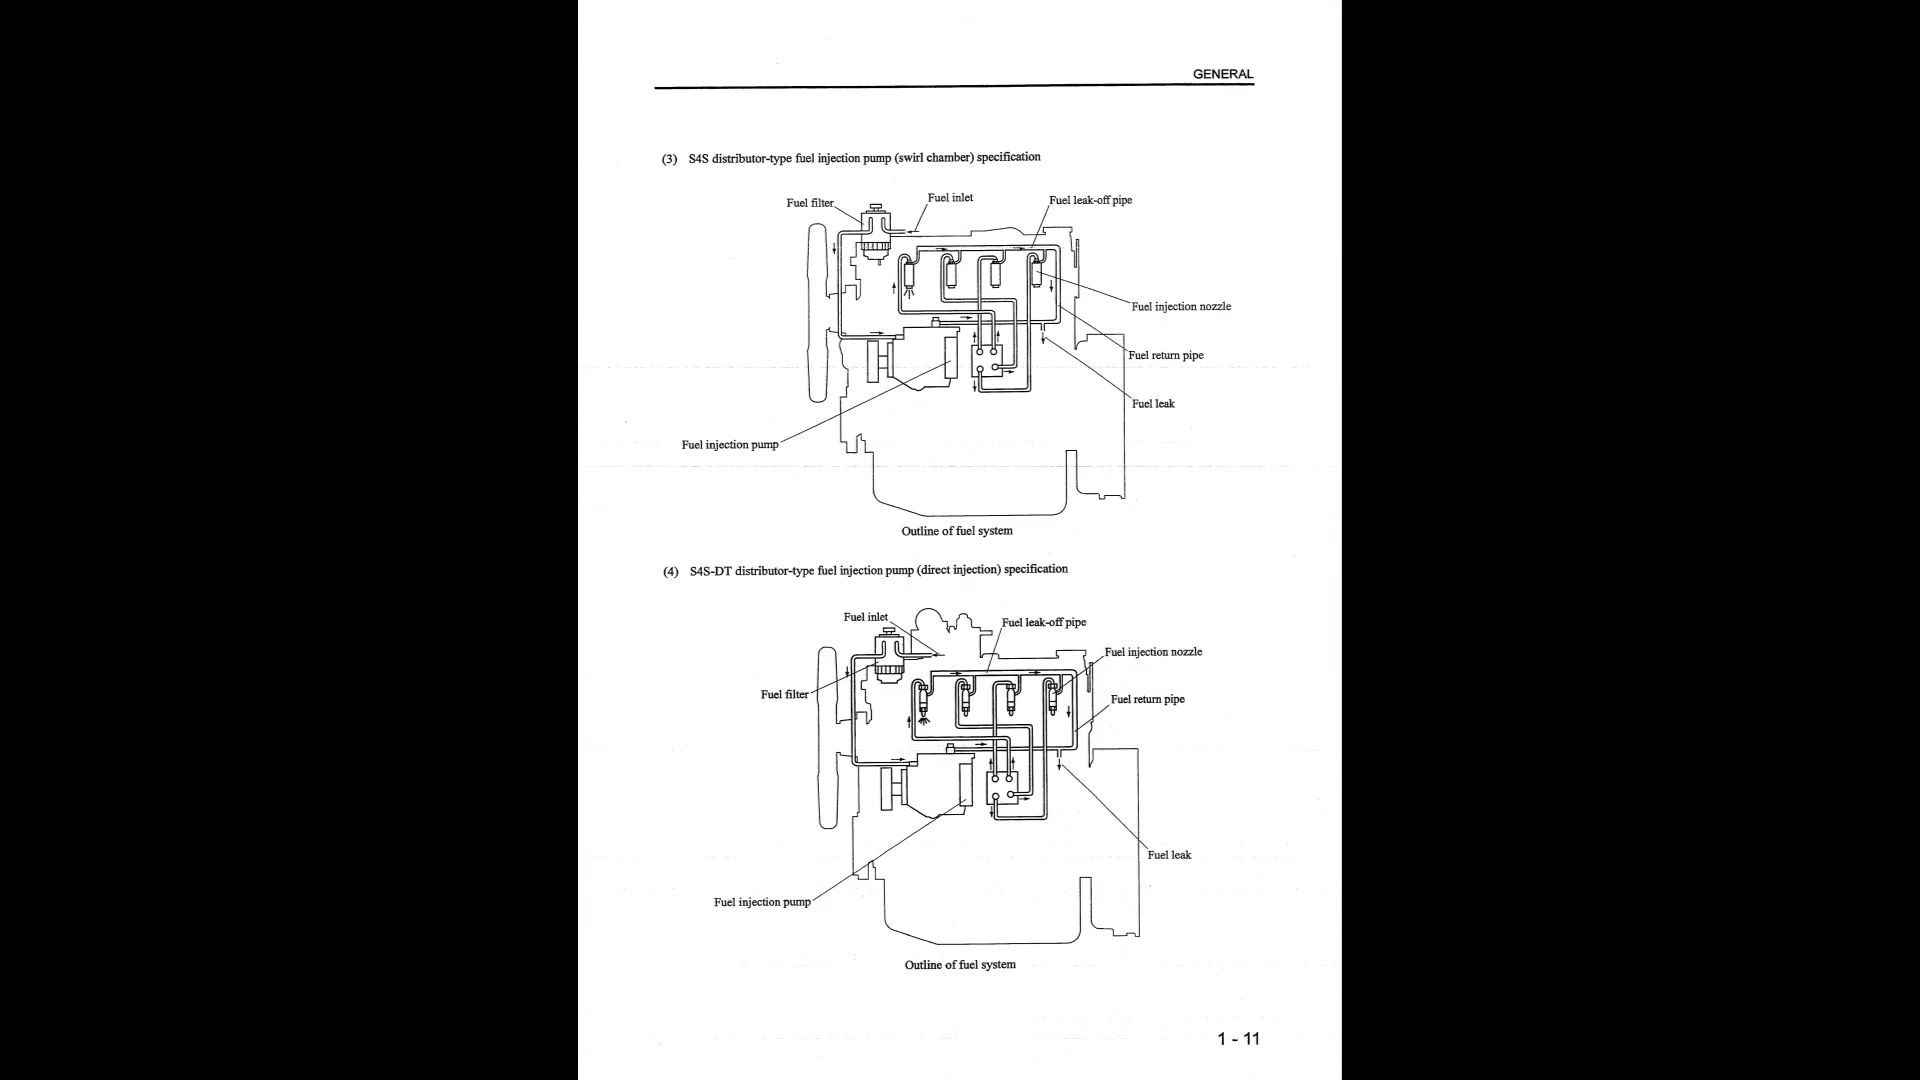 GENERAL
(3) S4S distributor-type fuel injection pump (swirl chamber) specification
Fuel filter
Fuel inlet
Fuel leak-off pipe
Fuel injection nozzle
Fuel return pipe
Fuel leak
Fuel injection pump
Outline of fuel system
(4) S4S-DT distributor-type fuel injection pump (direct injection) specification
Fuel inlet
Fuel leak-off pipe
Fuel injection nozzle
Fuel filter
Fuel return pipe
Fuel leak
Fuel injection pump
Outline of fuel system
1 - 11